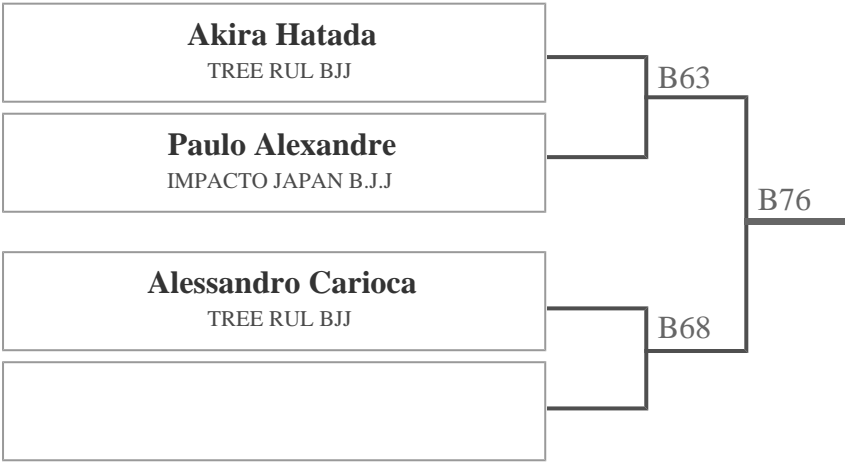 Akira Hatada
TREE RUL BJJ
B63
Paulo Alexandre
IMPACTO JAPAN B.J.J
B76
Alessandro Carioca
TREE RUL BJJ
B68